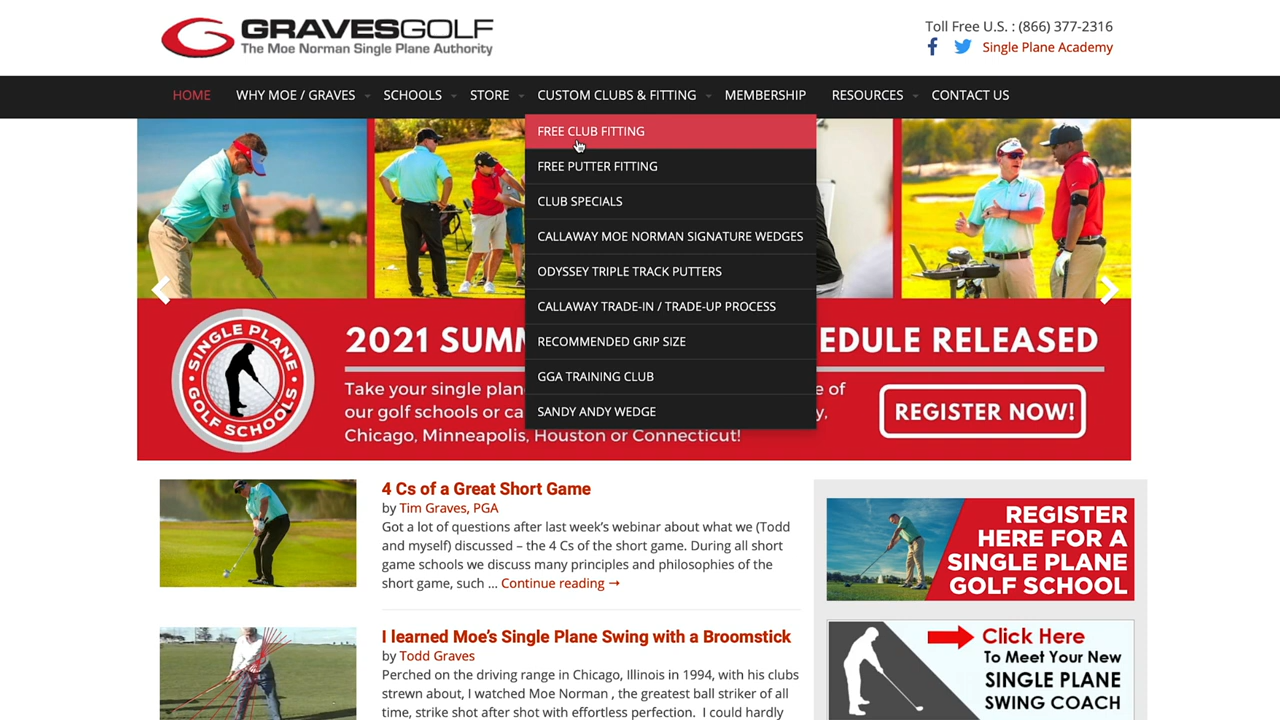 GRAVESGOLF
The Moe Norman Single Plane Authority
Toll Free U.S. : (866) 377-2316
Single Plane Academy
HOME WHY MOE / GRAVES SCHOOLS STORE CUSTOM CLUBS & FITTING MEMBERSHIP RESOURCES CONTACT US
FREE CLUB FITTING
FREE PUTTER FITTING
CLUB SPECIALS
CALLAWAY MOE NORMAN SIGNATURE WEDGES
ODYSSEY TRIPLE TRACK PUTTERS
CALLAWAY TRADE-IN / TRADE-UP PROCESS
RECOMMENDED GRIP SIZE
GGA TRAINING CLUB
SANDY ANDY WEDGE
SINGLE PLANE
GOLF SCHOOLS
2021 SUMM EDULE RELEASED
Take your single plan e of
our golf schools or ca y,
Chicago, Minneapolis, Houston or Connecticut!
REGISTER NOW!
4 Cs of a Great Short Game
by Tim Graves, PGA
Got a lot of questions after last week's webinar about what we (Todd
and myself) discussed – the 4 Cs of the short game. During all short
game schools we discuss many principles and philosophies of the
short game, such ... Continue reading →
I learned Moe's Single Plane Swing with a Broomstick
by Todd Graves
Perched on the driving range in Chicago, Illinois in 1994, with his clubs
strewn about, I watched Moe Norman , the greatest ball striker of all
time, strike shot after shot with effortless perfection. I could hardly
REGISTER
HERE FOR A
SINGLE PLANE
GOLF SCHOOL
Click Here
To Meet Your New
SINGLE PLANE
SWING COACH